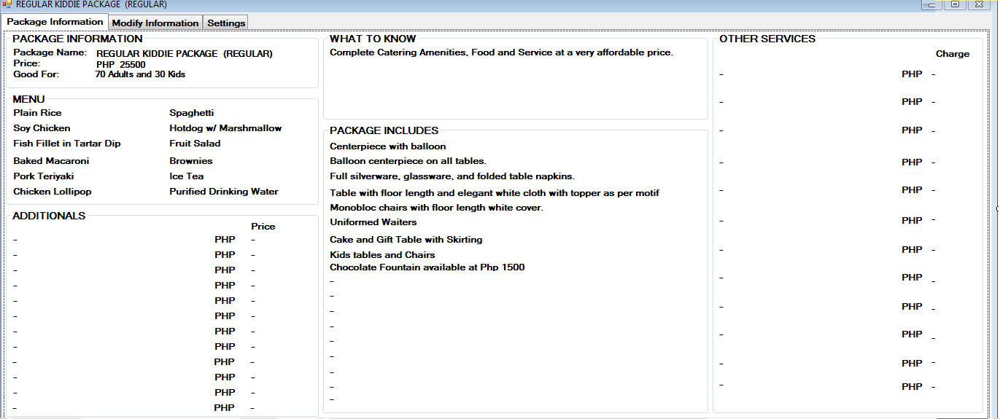 REGULAR KIDDIE PACKAGE (REGULAR)
Package Information Modify Information Settings
PACKAGE INFORMATION
Package Name: REGULAR KIDDIE PACKAGE (REGULAR)
Price: PHP 25500
Good For: 70 Adults and 30 Kids
MENU
Plain Rice Spaghetti
Soy Chicken Hotdog w/ Marshmallow
Fish Fillet in Tartar Dip Fruit Salad
Baked Macaroni Brownies
Pork Teriyaki Ice Tea
Chicken Lollipop Purified Drinking Water
ADDITIONALS
Price
- PHP -
- PHP -
- PHP -
- PHP -
- PHP -
- PHP -
- PHP -
- PHP -
- PHP -
- PHP -
- PHP -
- PHP -
WHAT TO KNOW
Complete Catering Amenities, Food and Service at a very affordable price.
PACKAGE INCLUDES
Centerpiece with balloon
Balloon centerpiece on all tables.
Full silverware, glassware, and folded table napkins.
Table with floor length and elegant white cloth with topper as per motif
Monobloc chairs with floor length white cover.
Uniformed Waiters
Cake and Gift Table with Skirting
Kids tables and Chairs
Chocolate Fountain available at Php 1500
-
-
-
-
-
-
-
-
-
OTHER SERVICES
Charge
- PHP -
- PHP -
- PHP -
- PHP -
- PHP -
- PHP -
- PHP -
- PHP -
- PHP -
- PHP -
- PHP -
- PHP -